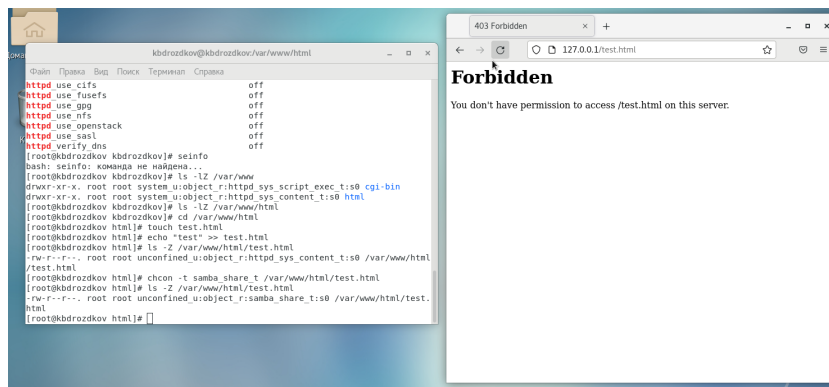 kbdrozdkov@kbdrozdkov:/var/www/html
Файл Правка Вид Поиск Терминал Справка
httpd_use_cifs off
httpd_use_fusefs off
httpd_use_gpg off
httpd_use_nfs off
httpd_use_openstack off
httpd_use_sasl off
httpd_verify_dns off
[root@kbdrozdkov kbdrozdkov]# seinfo
bash: seinfo: команда не найдена...
[root@kbdrozdkov kbdrozdkov]# ls -lZ /var/www
drwxr-xr-x. root root system_u:object_r:httpd_sys_script_exec_t:s0 cgi-bin
drwxr-xr-x. root root system_u:object_r:httpd_sys_content_t:s0 html
[root@kbdrozdkov kbdrozdkov]# ls -lZ /var/www/html
[root@kbdrozdkov kbdrozdkov]# cd /var/www/html
[root@kbdrozdkov html]# touch test.html
[root@kbdrozdkov html]# echo "test" >> test.html
[root@kbdrozdkov html]# ls -Z /var/www/html/test.html
-rw-r--r--. root root unconfined_u:object_r:httpd_sys_content_t:s0 /var/www/html
/test.html
[root@kbdrozdkov html]# chcon -t samba_share_t /var/www/html/test.html
[root@kbdrozdkov html]# ls -Z /var/www/html/test.html
-rw-r--r--. root root unconfined_u:object_r:samba_share_t:s0 /var/www/html/test.
html
[root@kbdrozdkov html]#
403 Forbidden
127.0.0.1/test.html
Forbidden
You don't have permission to access /test.html on this server.